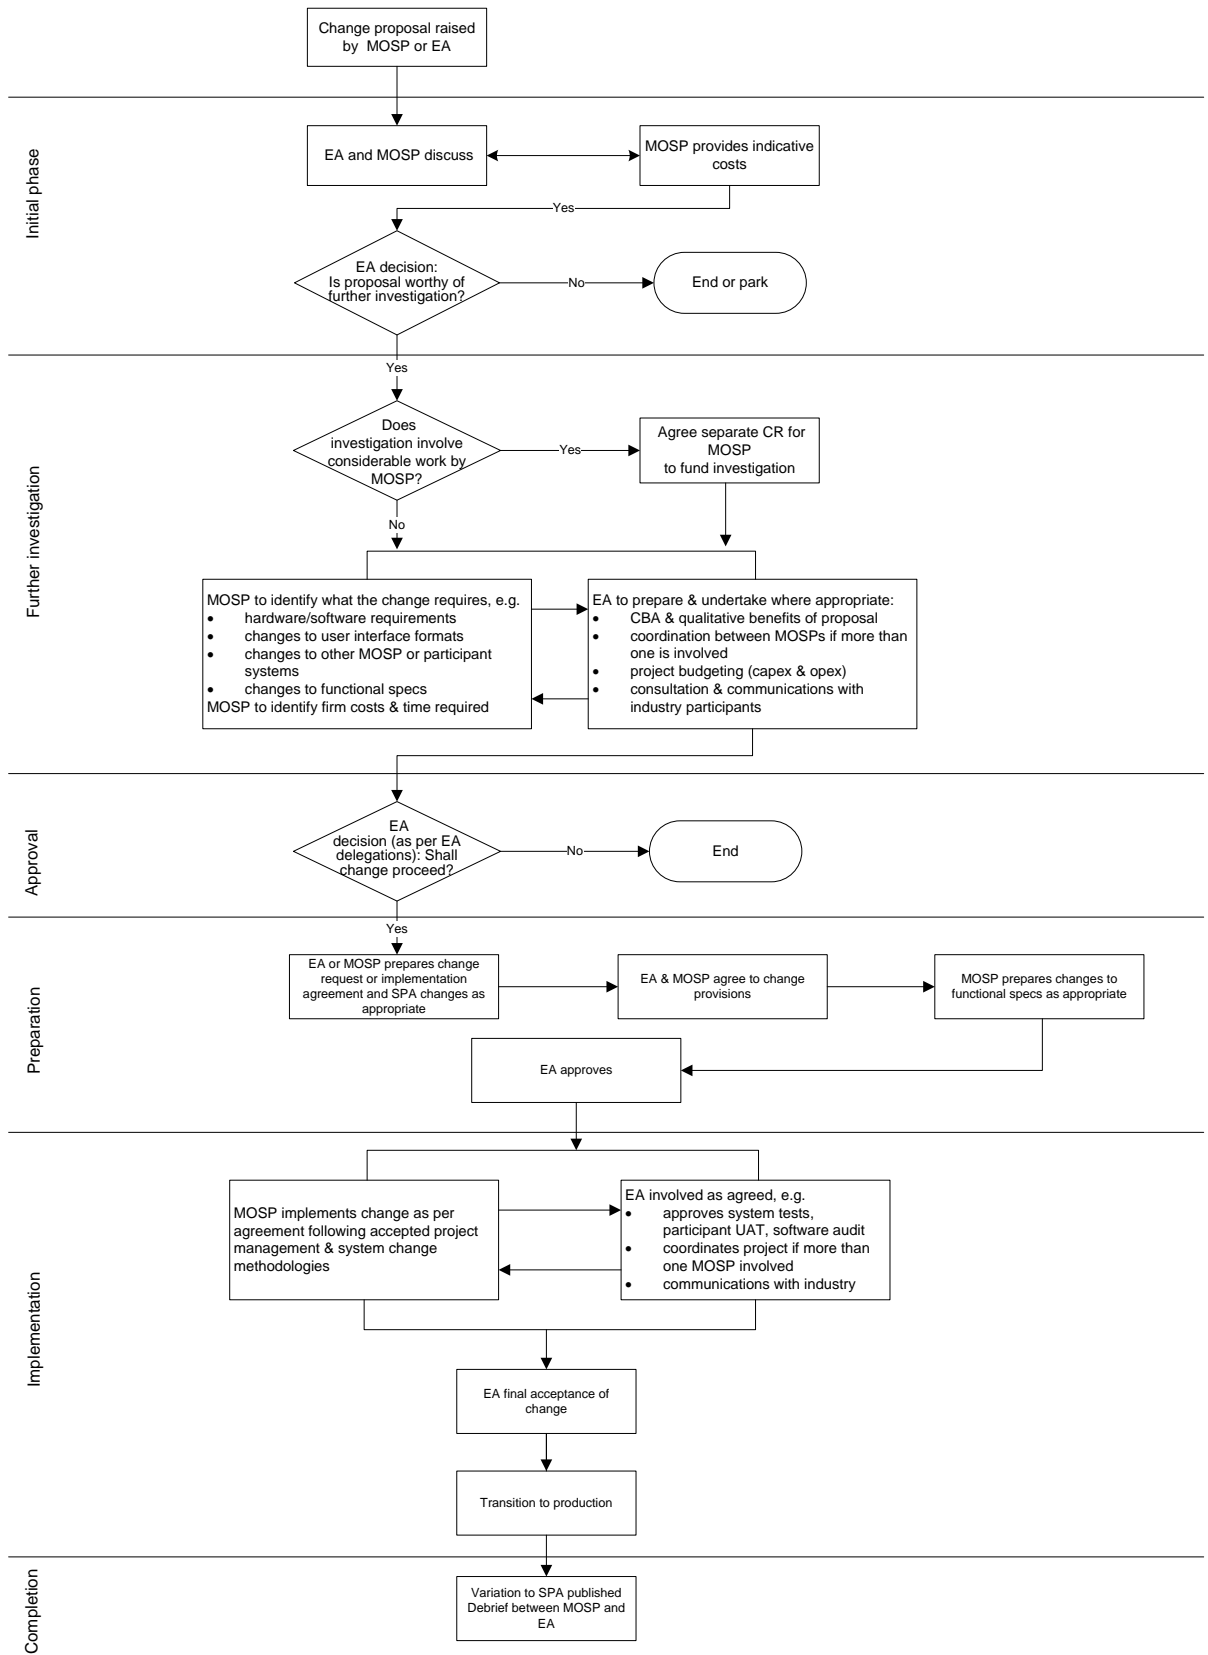 Change proposal raised
by MOSP or EA
Initial phase
EA and MOSP discuss
MOSP provides indicative
costs
Yes
EA decision:
Is proposal worthy of
further investigation?
No
End or park
Yes
Further investigation
Does
investigation involve
considerable work by
MOSP?
Yes
Agree separate CR for
MOSP
to fund investigation
No
MOSP to identify what the change requires, e.g.
• hardware/software requirements
• changes to user interface formats
• changes to other MOSP or participant
systems
• changes to functional specs
MOSP to identify firm costs & time required
EA to prepare & undertake where appropriate:
• CBA & qualitative benefits of proposal
• coordination between MOSPs if more than
one is involved
• project budgeting (capex & opex)
• consultation & communications with
industry participants
Approval
EA
decision (as per EA
delegations): Shall
change proceed?
No
End
Yes
Preparation
EA or MOSP prepares change
request or implementation
agreement and SPA changes as
appropriate
EA & MOSP agree to change
provisions
MOSP prepares changes to
functional specs as appropriate
EA approves
Implementation
MOSP implements change as per
agreement following accepted project
management & system change
methodologies
EA involved as agreed, e.g.
• approves system tests,
participant UAT, software audit
• coordinates project if more than
one MOSP involved
• communications with industry
EA final acceptance of
change
Transition to production
Completion
Variation to SPA published
Debrief between MOSP and
EA